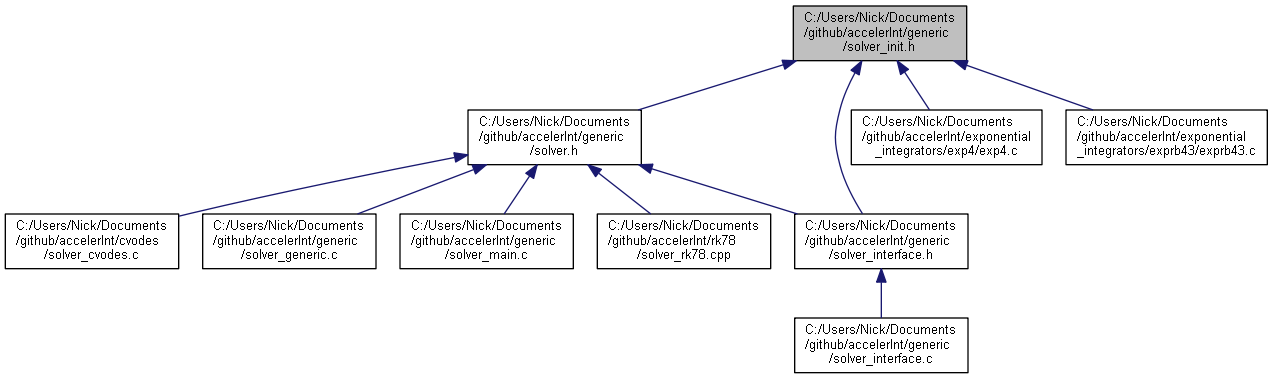 C:/Users/Nick/Documents
/github/accelerInt/generic
/solver_init.h
C:/Users/Nick/Documents
/github/accelerInt/generic
/solver.h
C:/Users/Nick/Documents
/github/accelerInt/exponential
_integrators/exp4/exp4.c
C:/Users/Nick/Documents
/github/accelerInt/exponential
_integrators/exprb43/exprb43.c
C:/Users/Nick/Documents
/github/accelerInt/cvodes
/solver_cvodes.c
C:/Users/Nick/Documents
/github/accelerInt/generic
/solver_generic.c
C:/Users/Nick/Documents
/github/accelerInt/generic
/solver_main.c
C:/Users/Nick/Documents
/github/accelerInt/rk78
/solver_rk78.cpp
C:/Users/Nick/Documents
/github/accelerInt/generic
/solver_interface.h
C:/Users/Nick/Documents
/github/accelerInt/generic
/solver_interface.c